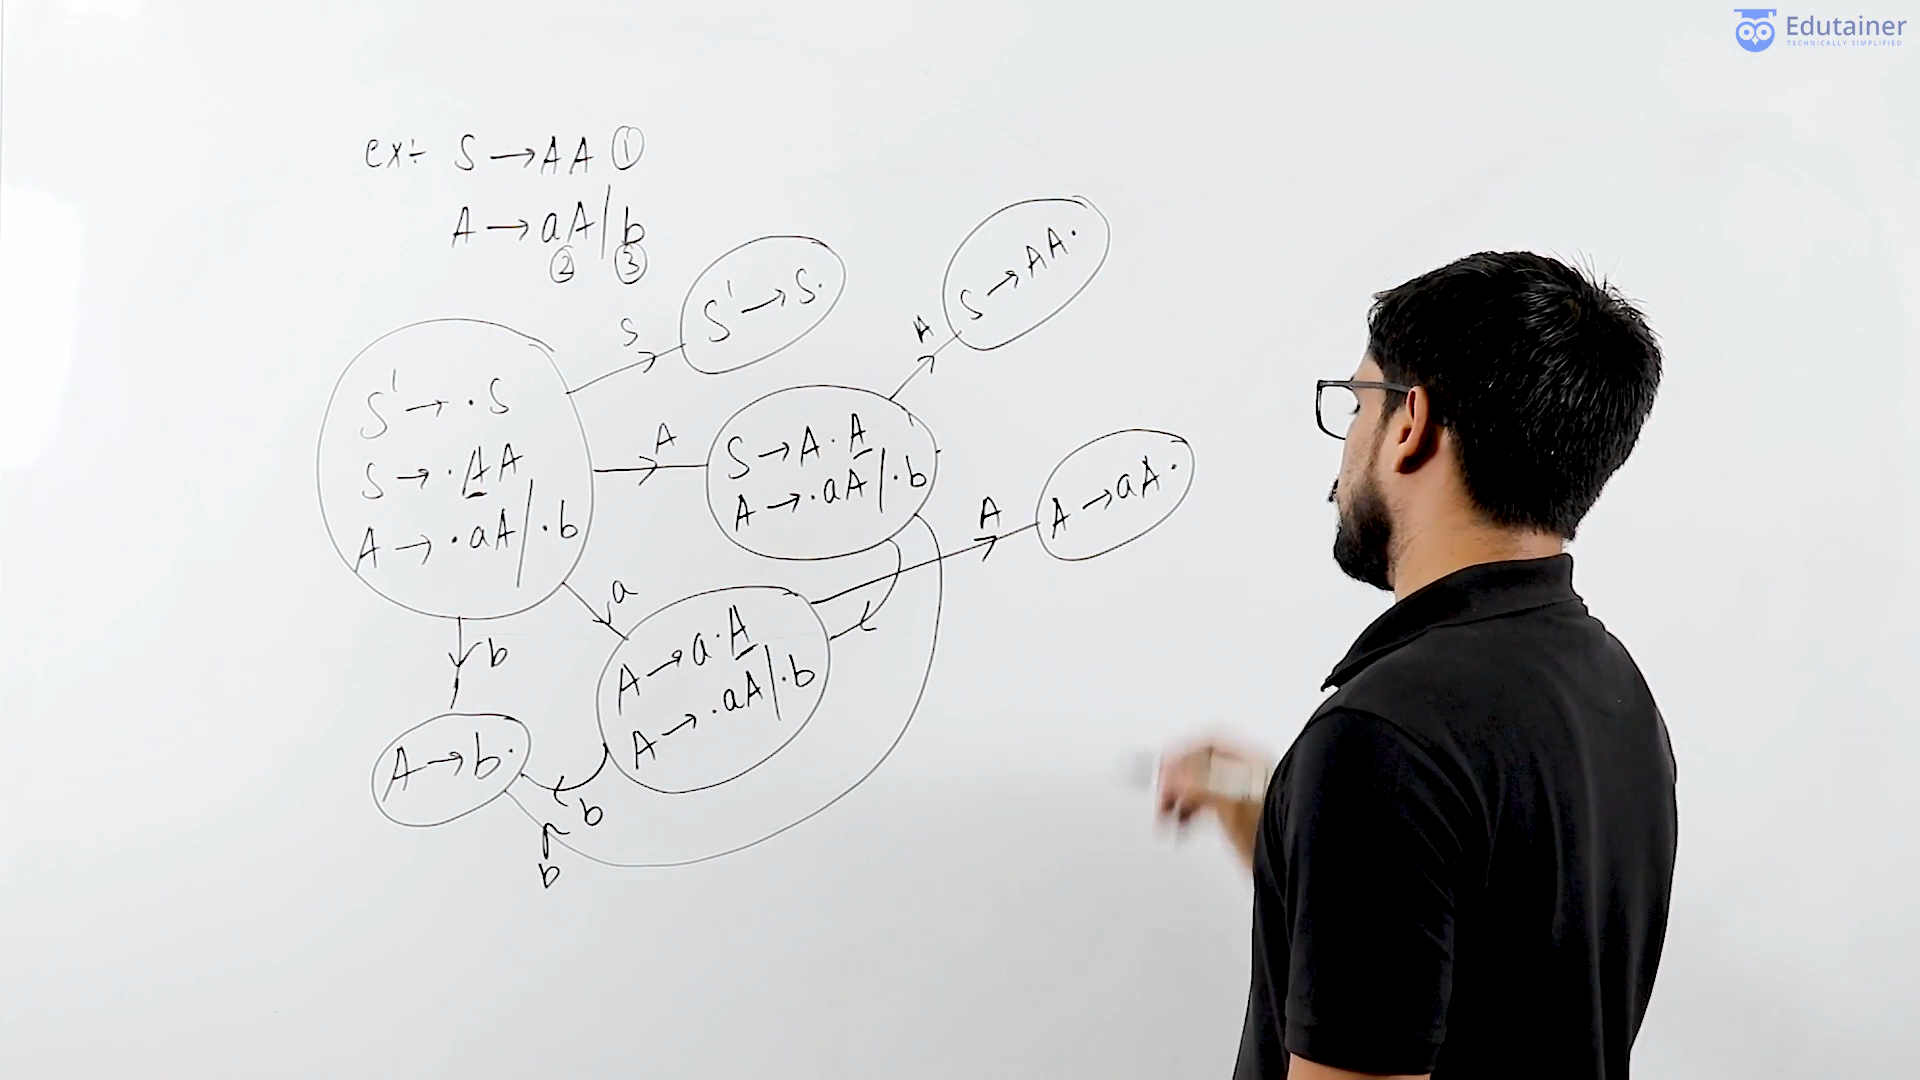 Edutainer
TECHNICALLY SIMPLIFIED
ex:- S → AA ①
A → aA / b
② ③
S' → S.
S → AA.
S
A
S' → .S
S → .AA
A → .aA / .b
A
S → A.A
A → .aA / .b
A
A → aA.
a
b
A → a.A
A → .aA / .b
A → b.
b
b